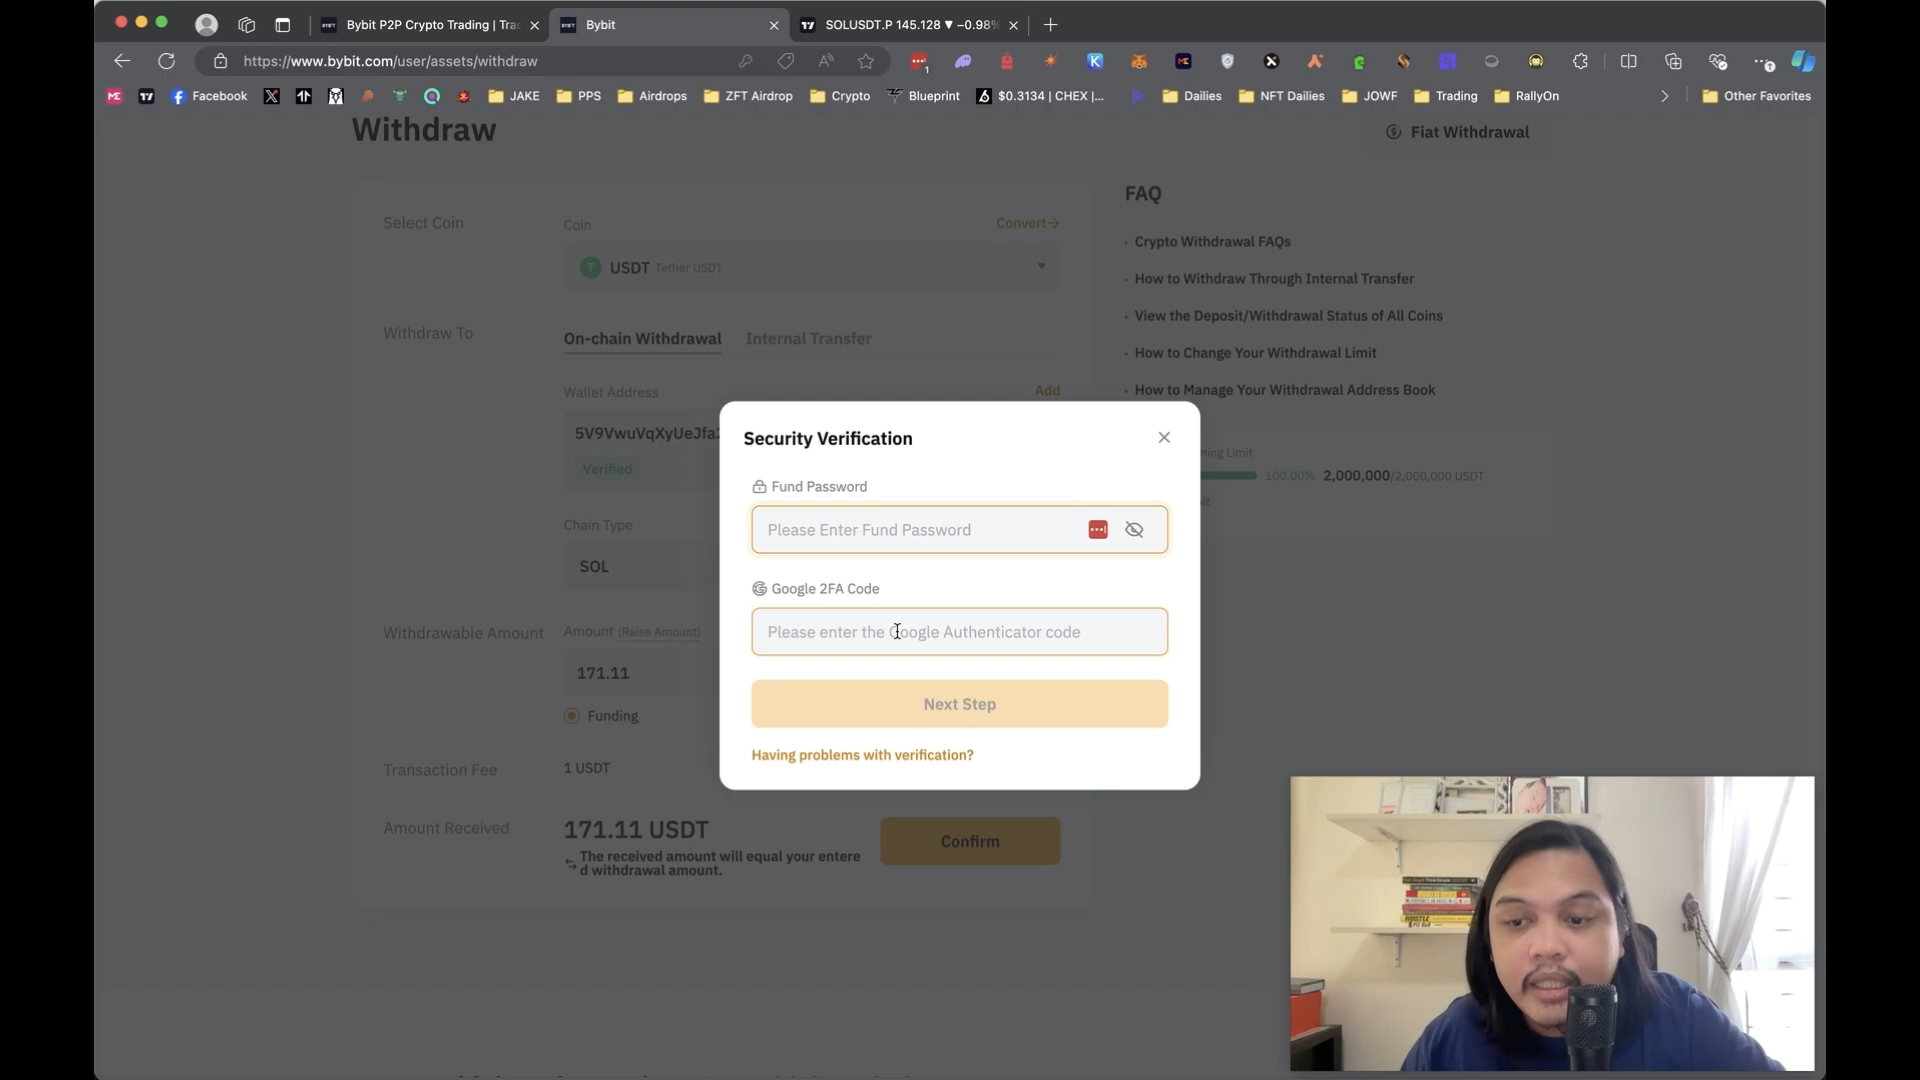 Bybit P2P Crypto Trading | Tra
Bybit
SOLUSDT.P 145.128 ▼ −0.98%
https://www.bybit.com/user/assets/withdraw
Facebook
JAKE
PPS
Airdrops
ZFT Airdrop
Crypto
Blueprint
$0.3134 | CHEX |...
Dailies
NFT Dailies
JOWF
Trading
RallyOn
Other Favorites
Withdraw
Fiat Withdrawal
Select Coin
Coin
Convert→
USDT Tether USDT
Withdraw To
On-chain Withdrawal
Internal Transfer
Wallet Address
Add
5V9VwuVqXyUeJfa
Verified
Chain Type
SOL
Withdrawable Amount
Amount (Raise Amount)
171.11
Funding
Transaction Fee
1 USDT
Amount Received
171.11 USDT
The received amount will equal your entere
d withdrawal amount.
Confirm
FAQ
· Crypto Withdrawal FAQs
· How to Withdraw Through Internal Transfer
· View the Deposit/Withdrawal Status of All Coins
· How to Change Your Withdrawal Limit
· How to Manage Your Withdrawal Address Book
ning Limit
100.00% 2,000,000/2,000,000 USDT
Security Verification
Fund Password
Please Enter Fund Password
Google 2FA Code
Please enter the Google Authenticator code
Next Step
Having problems with verification?